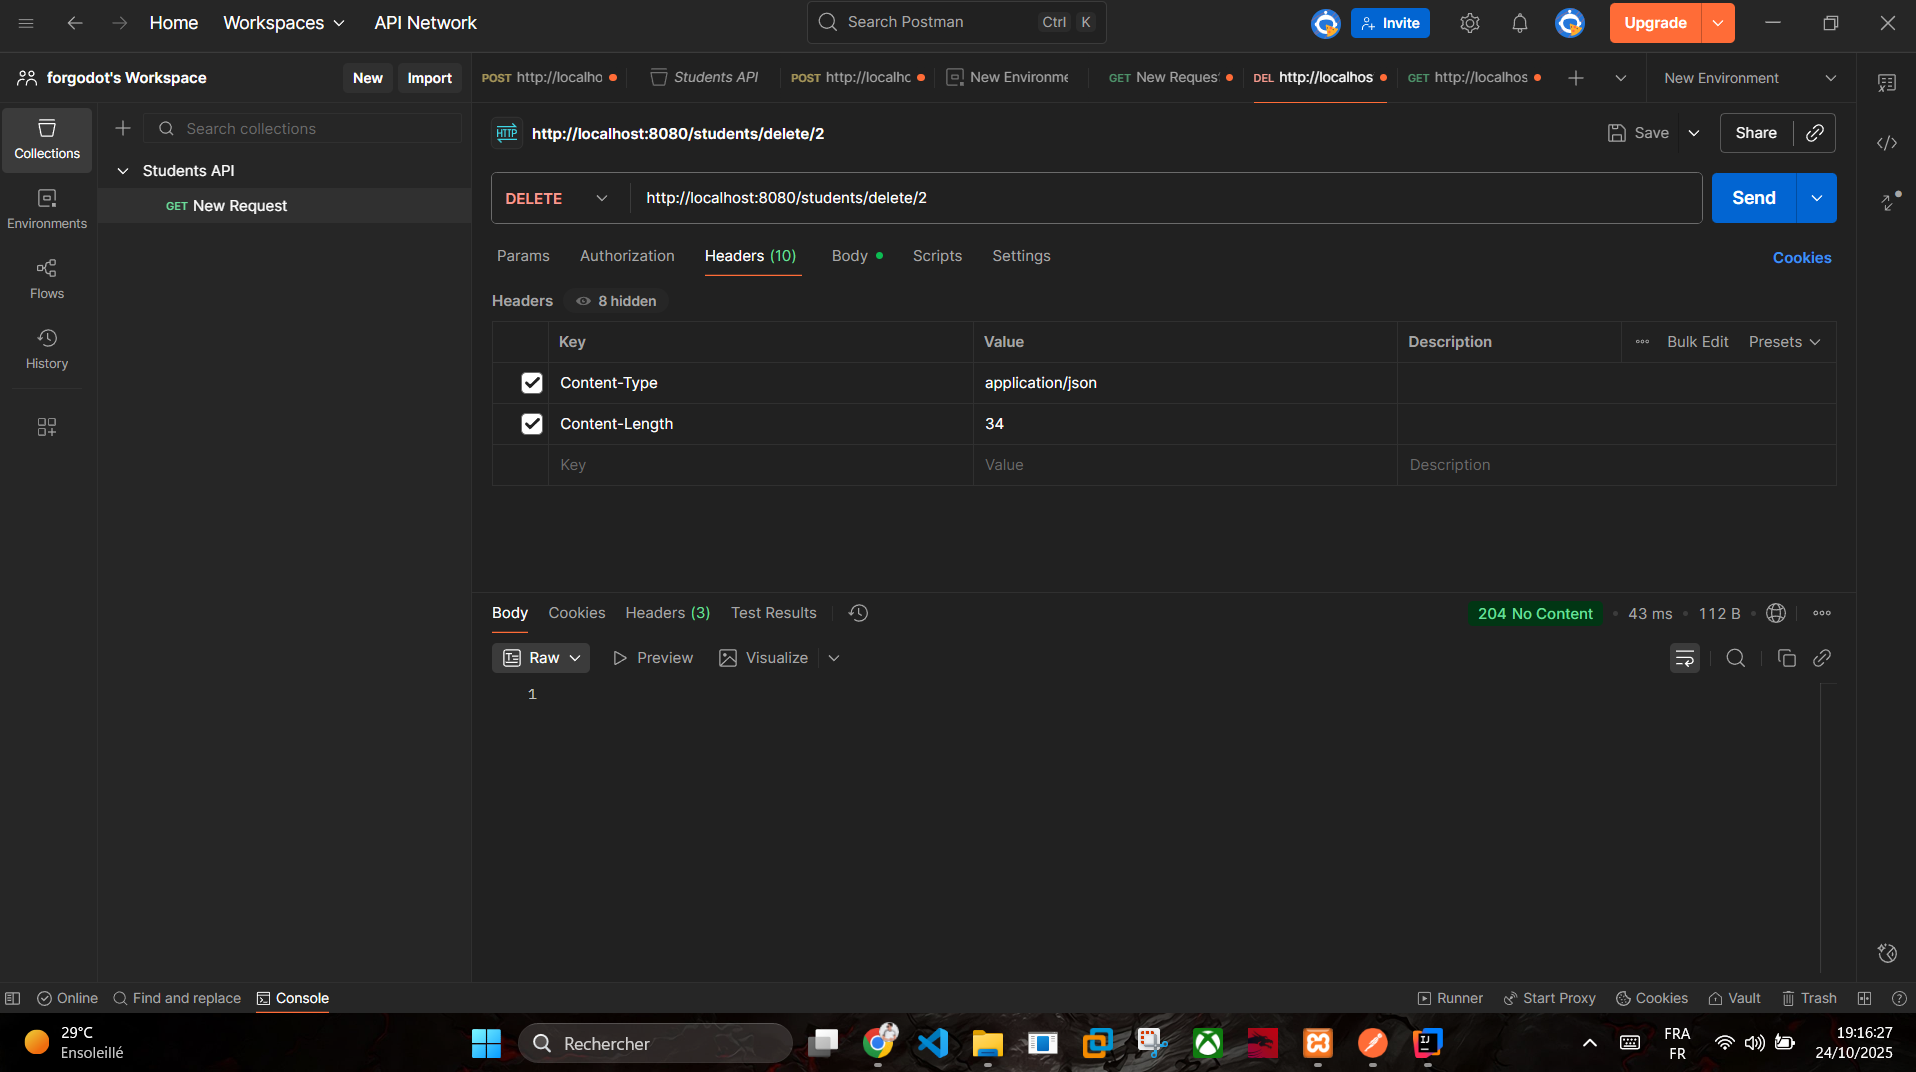 Home Workspaces API Network Search Postman Ctrl K Invite Upgrade
forgodot's Workspace New Import POST http://localho Students API POST http://localhc New Environme GET New Reques DEL http://localhos GET http://localhos New Environment
Collections
Environments
Flows
History
Search collections
Students API
GET New Request
HTTP http://localhost:8080/students/delete/2 Save Share
DELETE http://localhost:8080/students/delete/2 Send
Params Authorization Headers (10) Body Scripts Settings Cookies
Headers 8 hidden
Key Value Description Bulk Edit Presets
Content-Type application/json
Content-Length 34
Key Value Description
Body Cookies Headers (3) Test Results 204 No Content 43 ms 112 B
Raw Preview Visualize
1
Online Find and replace Console Runner Start Proxy Cookies Vault Trash
29°C
Ensoleillé
Rechercher
IJ
FRA
FR
19:16:27
24/10/2025